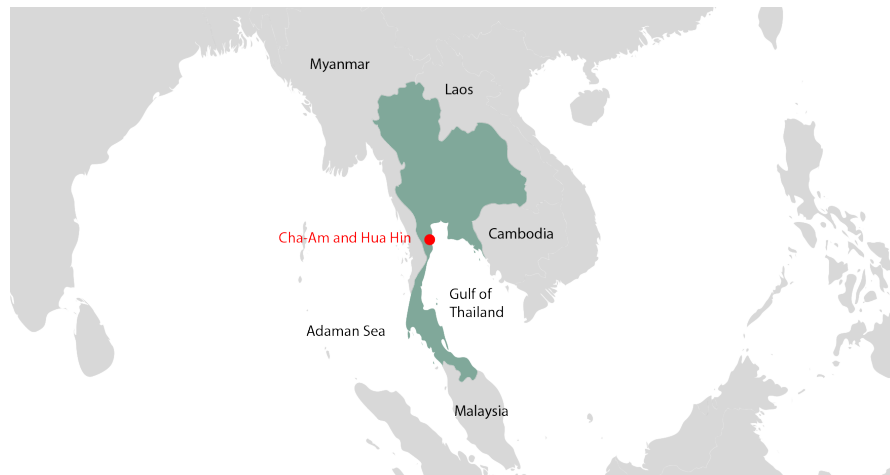 Myanmar
Laos
Cha-Am and Hua Hin
Cambodia
Gulf of
Thailand
Adaman Sea
Malaysia